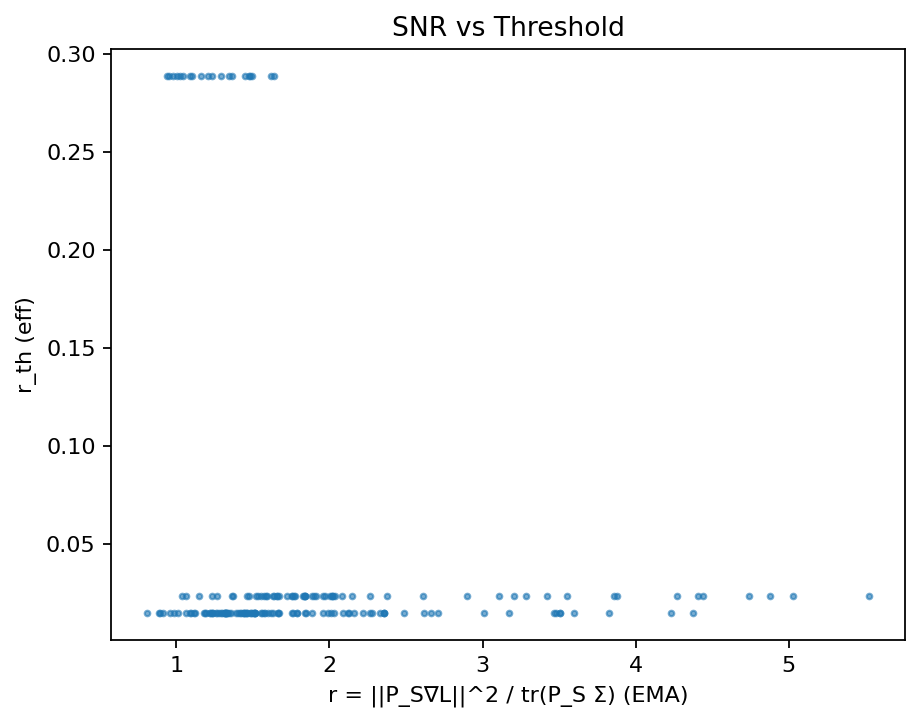 SNR vs Threshold
0.30
0.25
0.20
0.15
0.10
0.05
r_th (eff)
1 2 3 4 5
r = ||P_S∇L||^2 / tr(P_S Σ) (EMA)